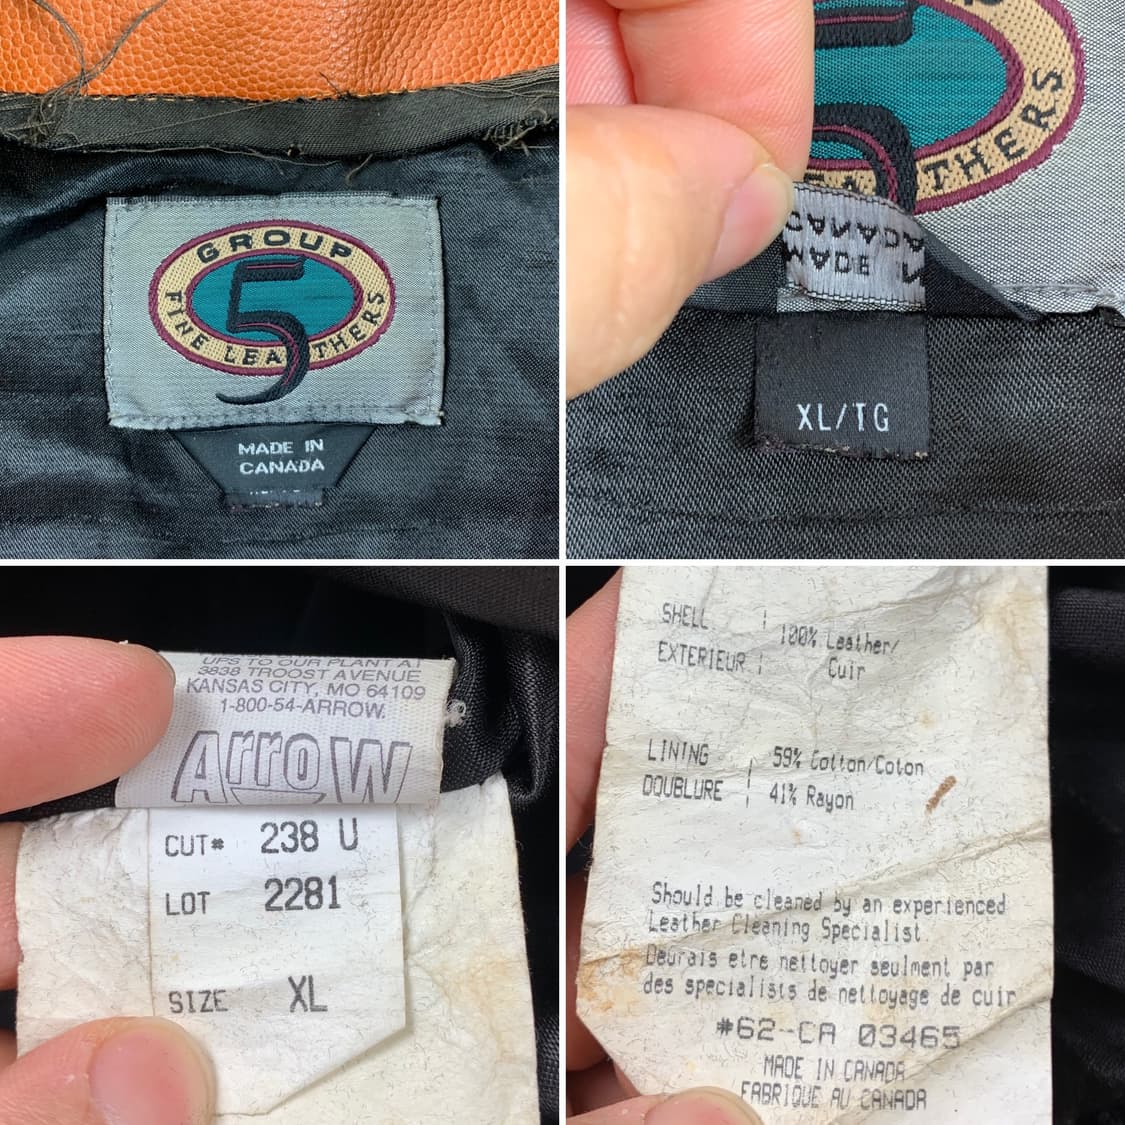 GROUP
5
FINE LEATHERS
MADE IN
CANADA
THERS
MADE
XL/TG
UPS TO OUR PLANT AT
3838 TROOST AVENUE
KANSAS CITY, MO 64109
1-800-54-ARROW.
Arrow
CUT# 238 U
LOT 2281
SIZE XL
SHELL : 100% Leather/
EXTERIEUR : Cuir
LINING : 59% Cotton/Coton
DOUBLURE : 41% Rayon
Should be cleaned by an experienced
Leather Cleaning Specialist.
Deurais etre nettoyer seulment par
des specialists de nettoyage de cuir
#62-CA 03465
MADE IN CANADA
FABRIQUE AU CANADA